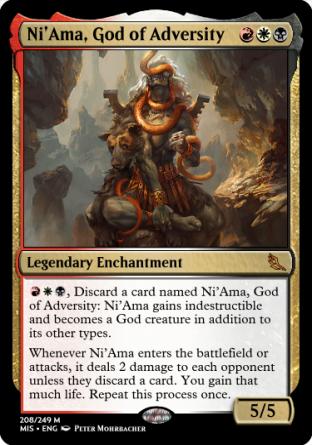 Ni'Ama, God of Adversity
Legendary Enchantment
, Discard a card named Ni'Ama, God
of Adversity: Ni'Ama gains indestructible
and becomes a God creature in addition to
its other types.
Whenever Ni'Ama enters the battlefield or
attacks, it deals 2 damage to each opponent
unless they discard a card. You gain that
much life. Repeat this process once.
5/5
208/249 M
MIS • ENG Peter Mohrbacher